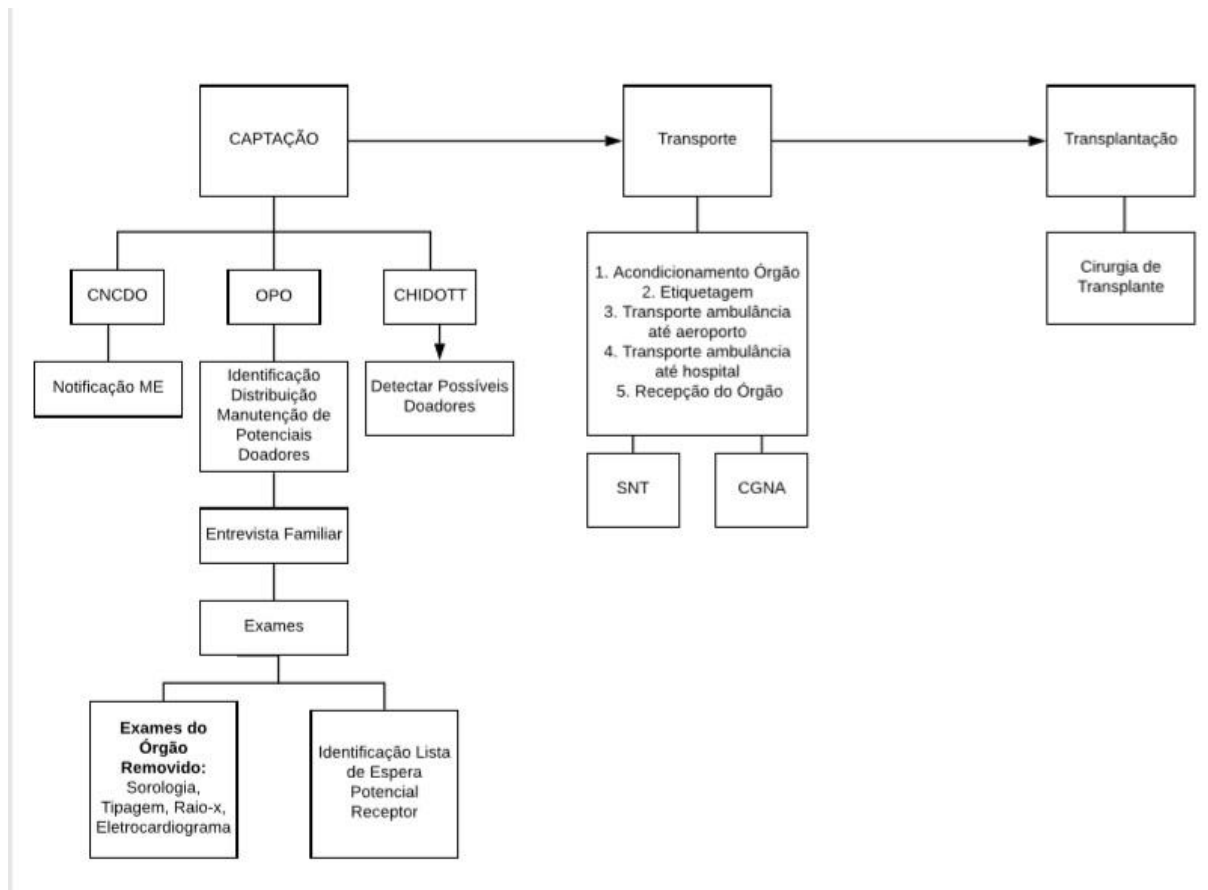 CAPTAÇÃO
Transporte
Transplantação
CNCDO
OPO
CHIDOTT
Notificação ME
Identificação
Distribuição
Manutenção de
Potenciais
Doadores
Detectar Possíveis
Doadores
Entrevista Familiar
Exames
Exames do
Órgão
Removido:
Sorologia,
Tipagem, Raio-x,
Eletrocardiograma
Identificação Lista
de Espera
Potencial
Receptor
1. Acondicionamento Órgão
2. Etiquetagem
3. Transporte ambulância
até aeroporto
4. Transporte ambulância
até hospital
5. Recepção do Órgão
SNT
CGNA
Cirurgia de
Transplante